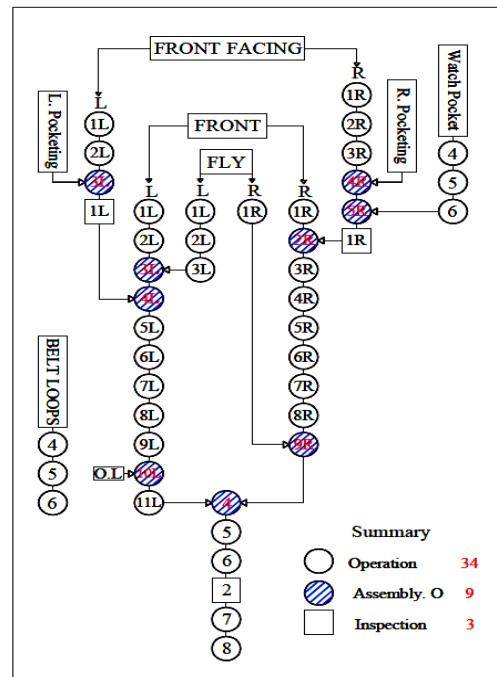 FRONT FACING
L
R
L. Pocketing
R. Pocketing
Watch Pocket
1L
2L
3L
1L
1R
2R
3R
4R
5R
1R
4
5
6
FRONT
FLY
L
L
R
R
1L
2L
3L
4L
5L
6L
7L
8L
9L
10L
11L
1L
2L
3L
1R
1R
2R
3R
4R
5R
6R
7R
8R
9R
BELT LOOPS
4
5
6
O.L
4
5
6
2
7
8
Summary
Operation 34
Assembly. O 9
Inspection 3